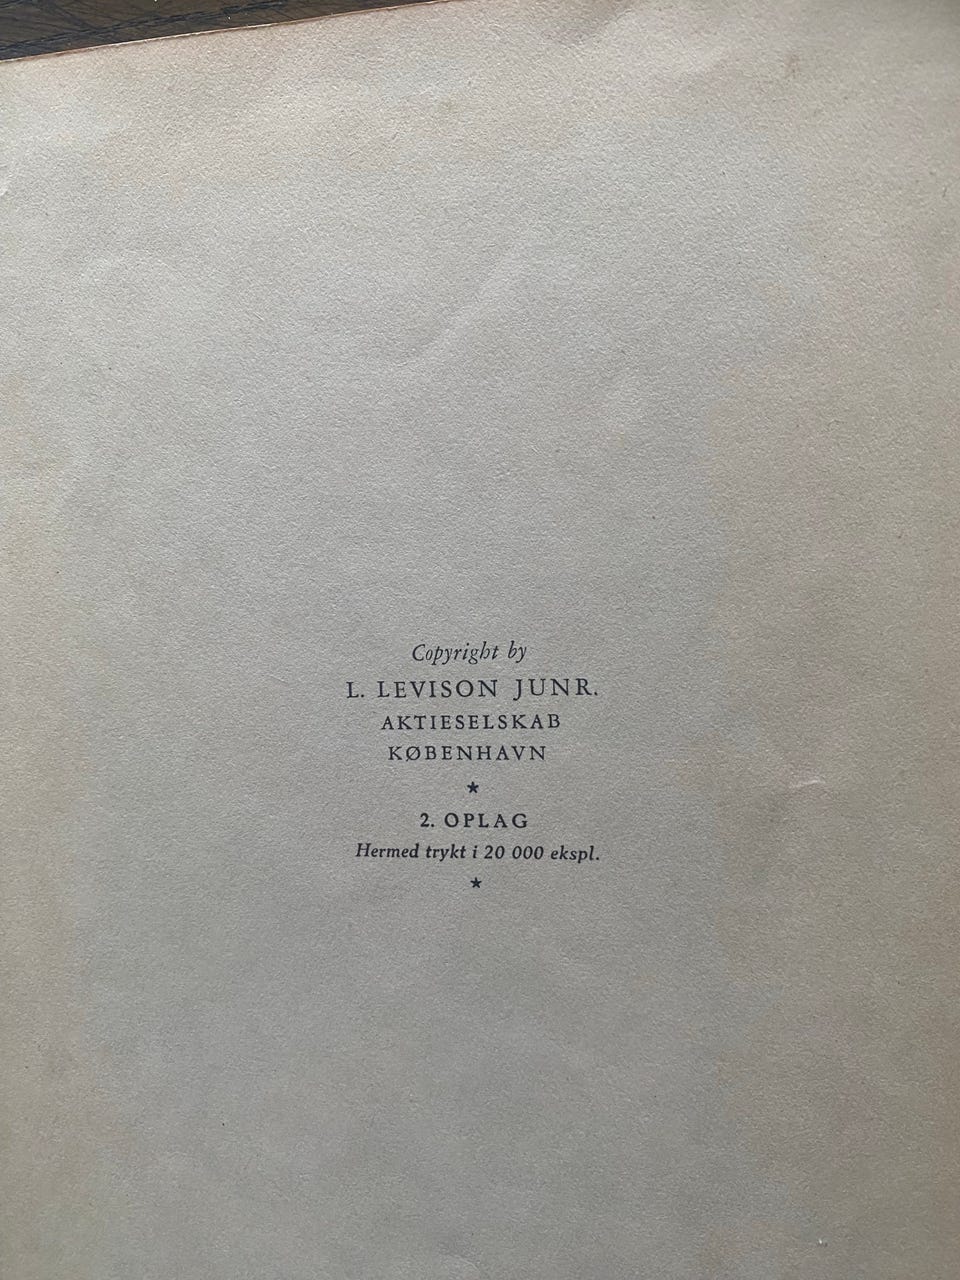 Copyright by
L. LEVISON JUNR.
AKTIESELSKAB
KØBENHAVN
★
2. OPLAG
Hermed trykt i 20 000 ekspl.
★